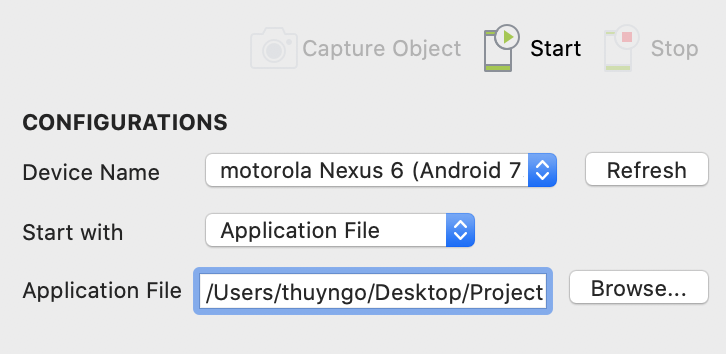 Capture Object Start Stop
CONFIGURATIONS
Device Name motorola Nexus 6 (Android 7 Refresh
Start with Application File
Application File /Users/thuyngo/Desktop/Project Browse...